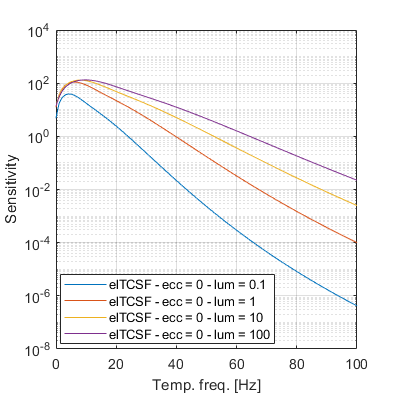 10^4
10^2
10^0
10^-2
10^-4
10^-6
10^-8
Sensitivity
elTCSF - ecc = 0 - lum = 0.1
elTCSF - ecc = 0 - lum = 1
elTCSF - ecc = 0 - lum = 10
elTCSF - ecc = 0 - lum = 100
0 20 40 60 80 100
Temp. freq. [Hz]